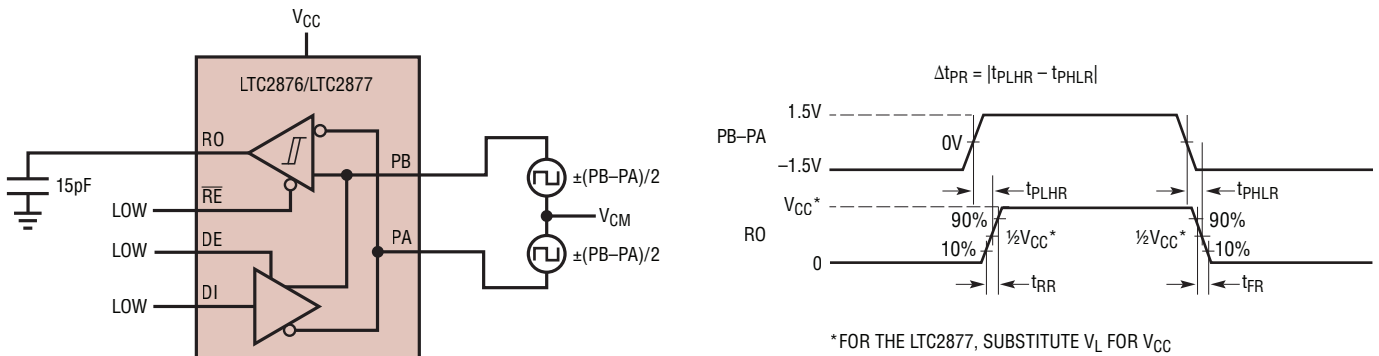 VCC
LTC2876/LTC2877
RO
15pF
RE
LOW
DE
LOW
DI
LOW
PB
PA
±(PB–PA)/2
VCM
±(PB–PA)/2
ΔtPR = |tPLHR – tPHLR|
PB–PA
1.5V
0V
–1.5V
tPLHR
tPHLR
RO
VCC*
90%
½VCC*
10%
0
90%
½VCC*
10%
tRR
tFR
*FOR THE LTC2877, SUBSTITUTE VL FOR VCC